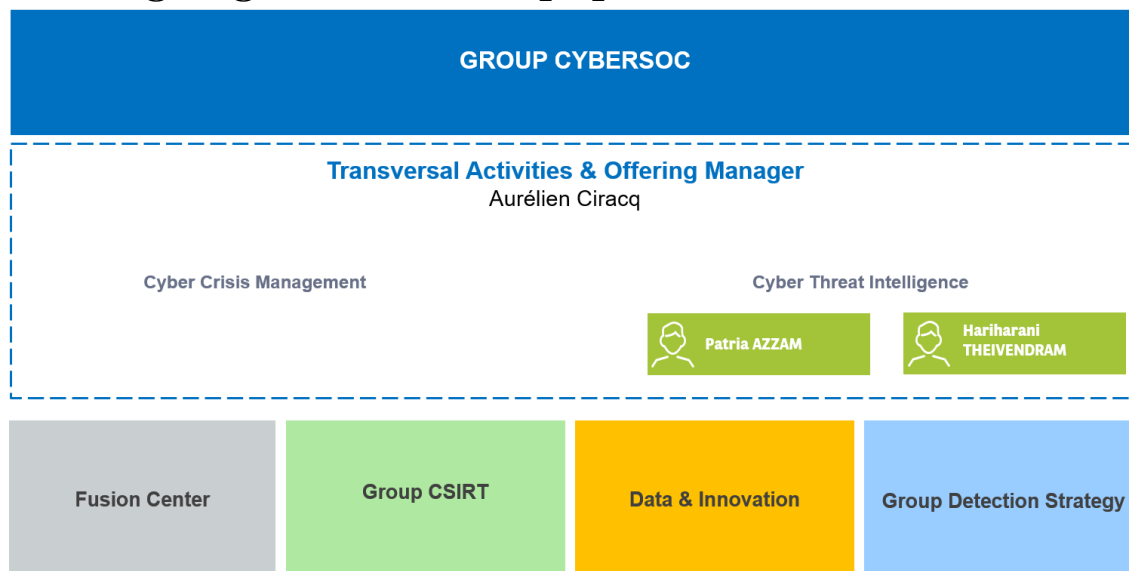 GROUP CYBERSOC
Transversal Activities & Offering Manager
Aurélien Ciracq
Cyber Crisis Management
Cyber Threat Intelligence
Patria AZZAM
Hariharani
THEIVENDRAM
Fusion Center
Group CSIRT
Data & Innovation
Group Detection Strategy